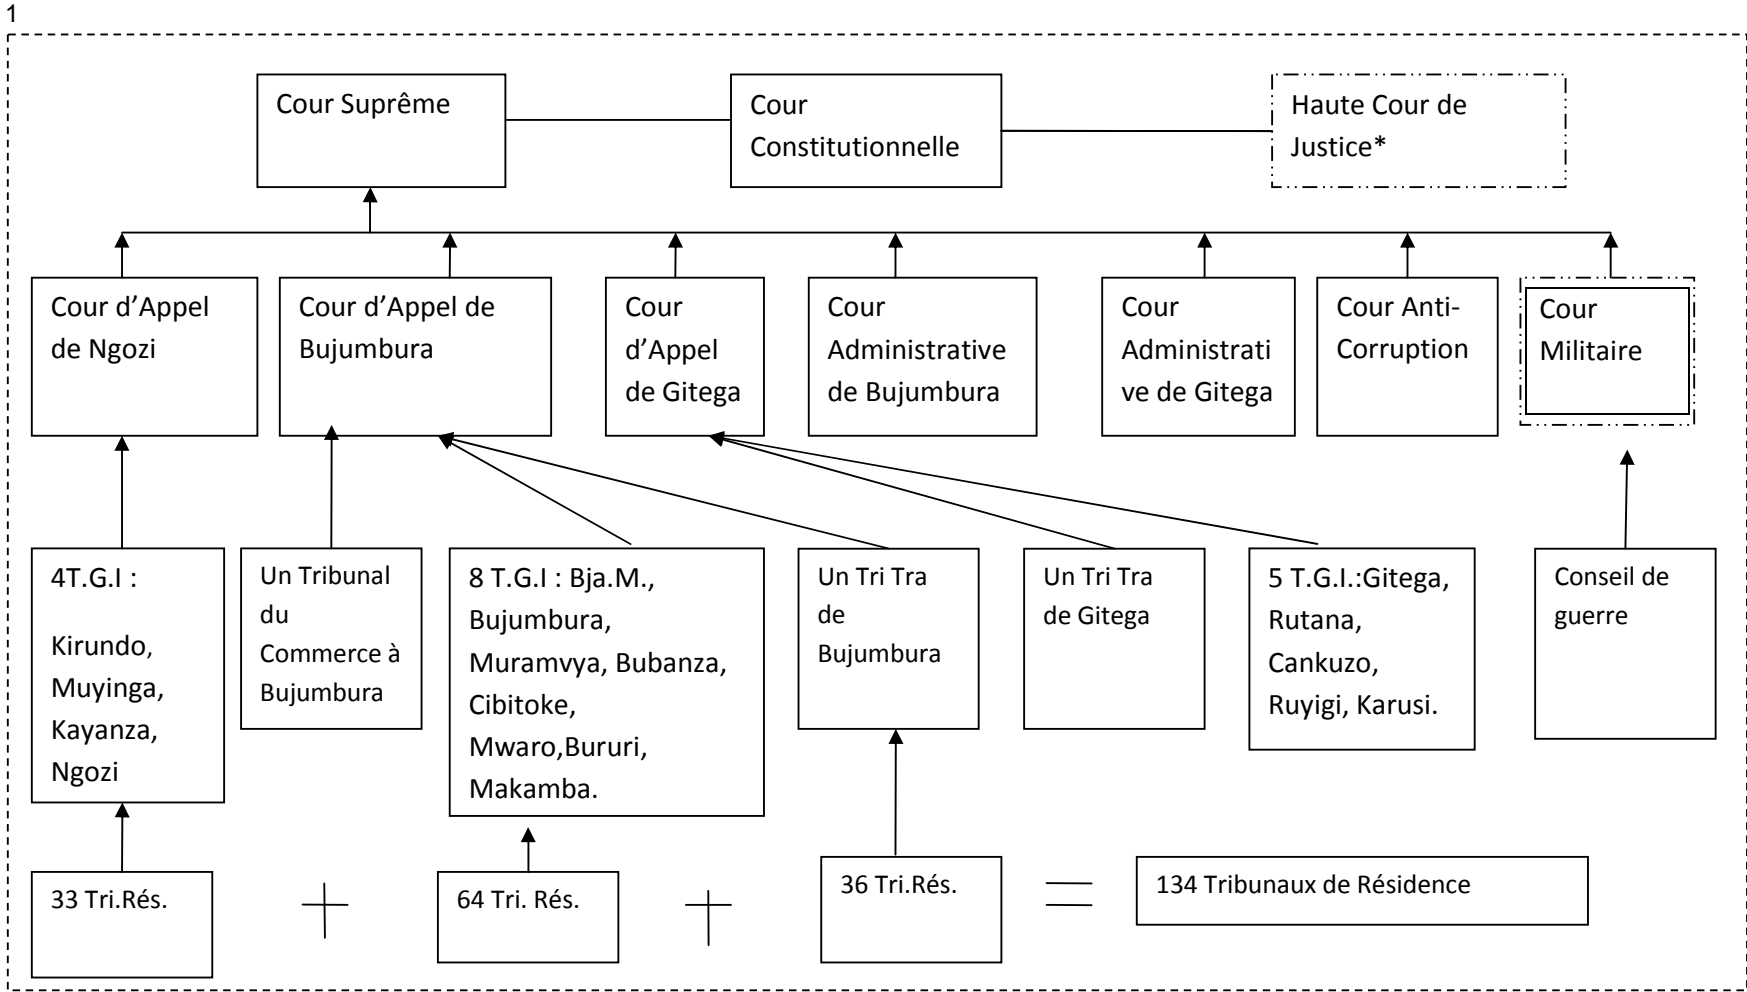 1
Cour Suprême
Cour
Constitutionnelle
Haute Cour de
Justice*
Cour d’Appel
de Ngozi
Cour d’Appel de
Bujumbura
Cour
d’Appel
de Gitega
Cour
Administrative
de Bujumbura
Cour
Administrati
ve de Gitega
Cour Anti-
Corruption
Cour
Militaire
4T.G.I :
Kirundo,
Muyinga,
Kayanza,
Ngozi
Un Tribunal
du
Commerce à
Bujumbura
8 T.G.I : Bja.M.,
Bujumbura,
Muramvya, Bubanza,
Cibitoke,
Mwaro,Bururi,
Makamba.
Un Tri Tra
de
Bujumbura
Un Tri Tra
de Gitega
5 T.G.I.:Gitega,
Rutana,
Cankuzo,
Ruyigi, Karusi.
Conseil de
guerre
33 Tri.Rés.
+
64 Tri. Rés.
+
36 Tri.Rés.
=
134 Tribunaux de Résidence